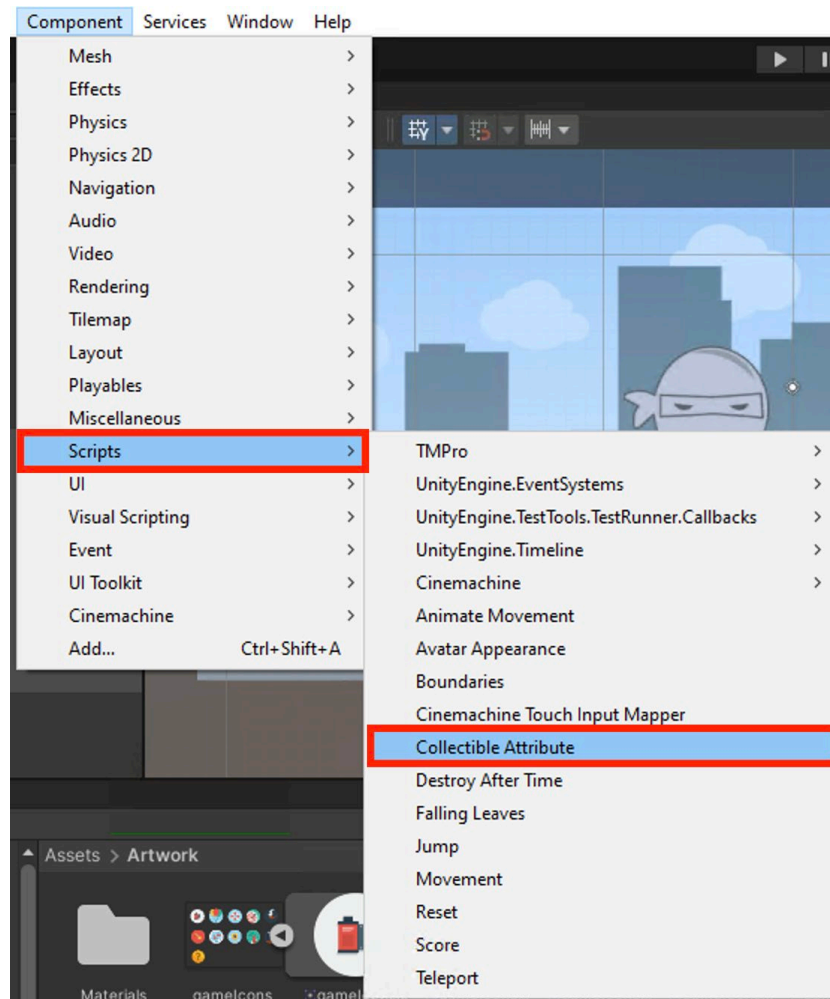 Component Services Window Help
Mesh
Effects
Physics
Physics 2D
Navigation
Audio
Video
Rendering
Tilemap
Layout
Playables
Miscellaneous
Scripts
UI
Visual Scripting
Event
UI Toolkit
Cinemachine
Add... Ctrl+Shift+A
TMPro
UnityEngine.EventSystems
UnityEngine.TestTools.TestRunner.Callbacks
UnityEngine.Timeline
Cinemachine
Animate Movement
Avatar Appearance
Boundaries
Cinemachine Touch Input Mapper
Collectible Attribute
Destroy After Time
Falling Leaves
Jump
Movement
Reset
Score
Teleport
Assets > Artwork
Materials gameIcons